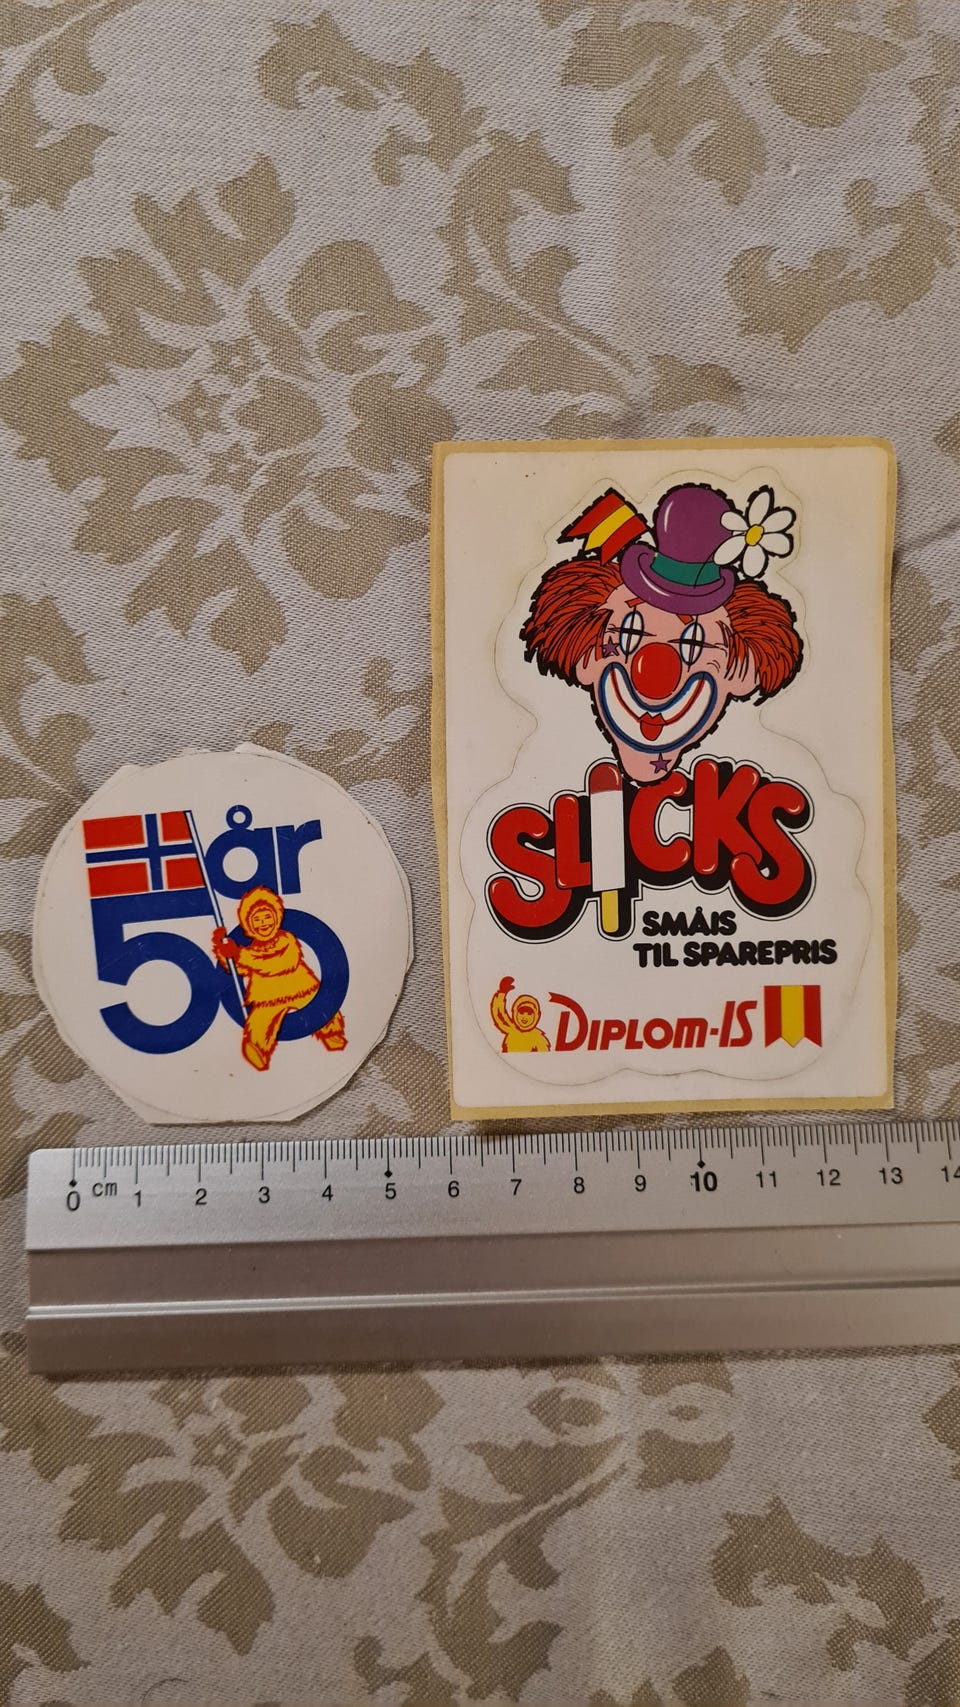 år
50
SLICKS
SMÅIS
TIL SPAREPRIS
DIPLOM-IS
0 cm 1 2 3 4 5 6 7 8 9 10 11 12 13 14